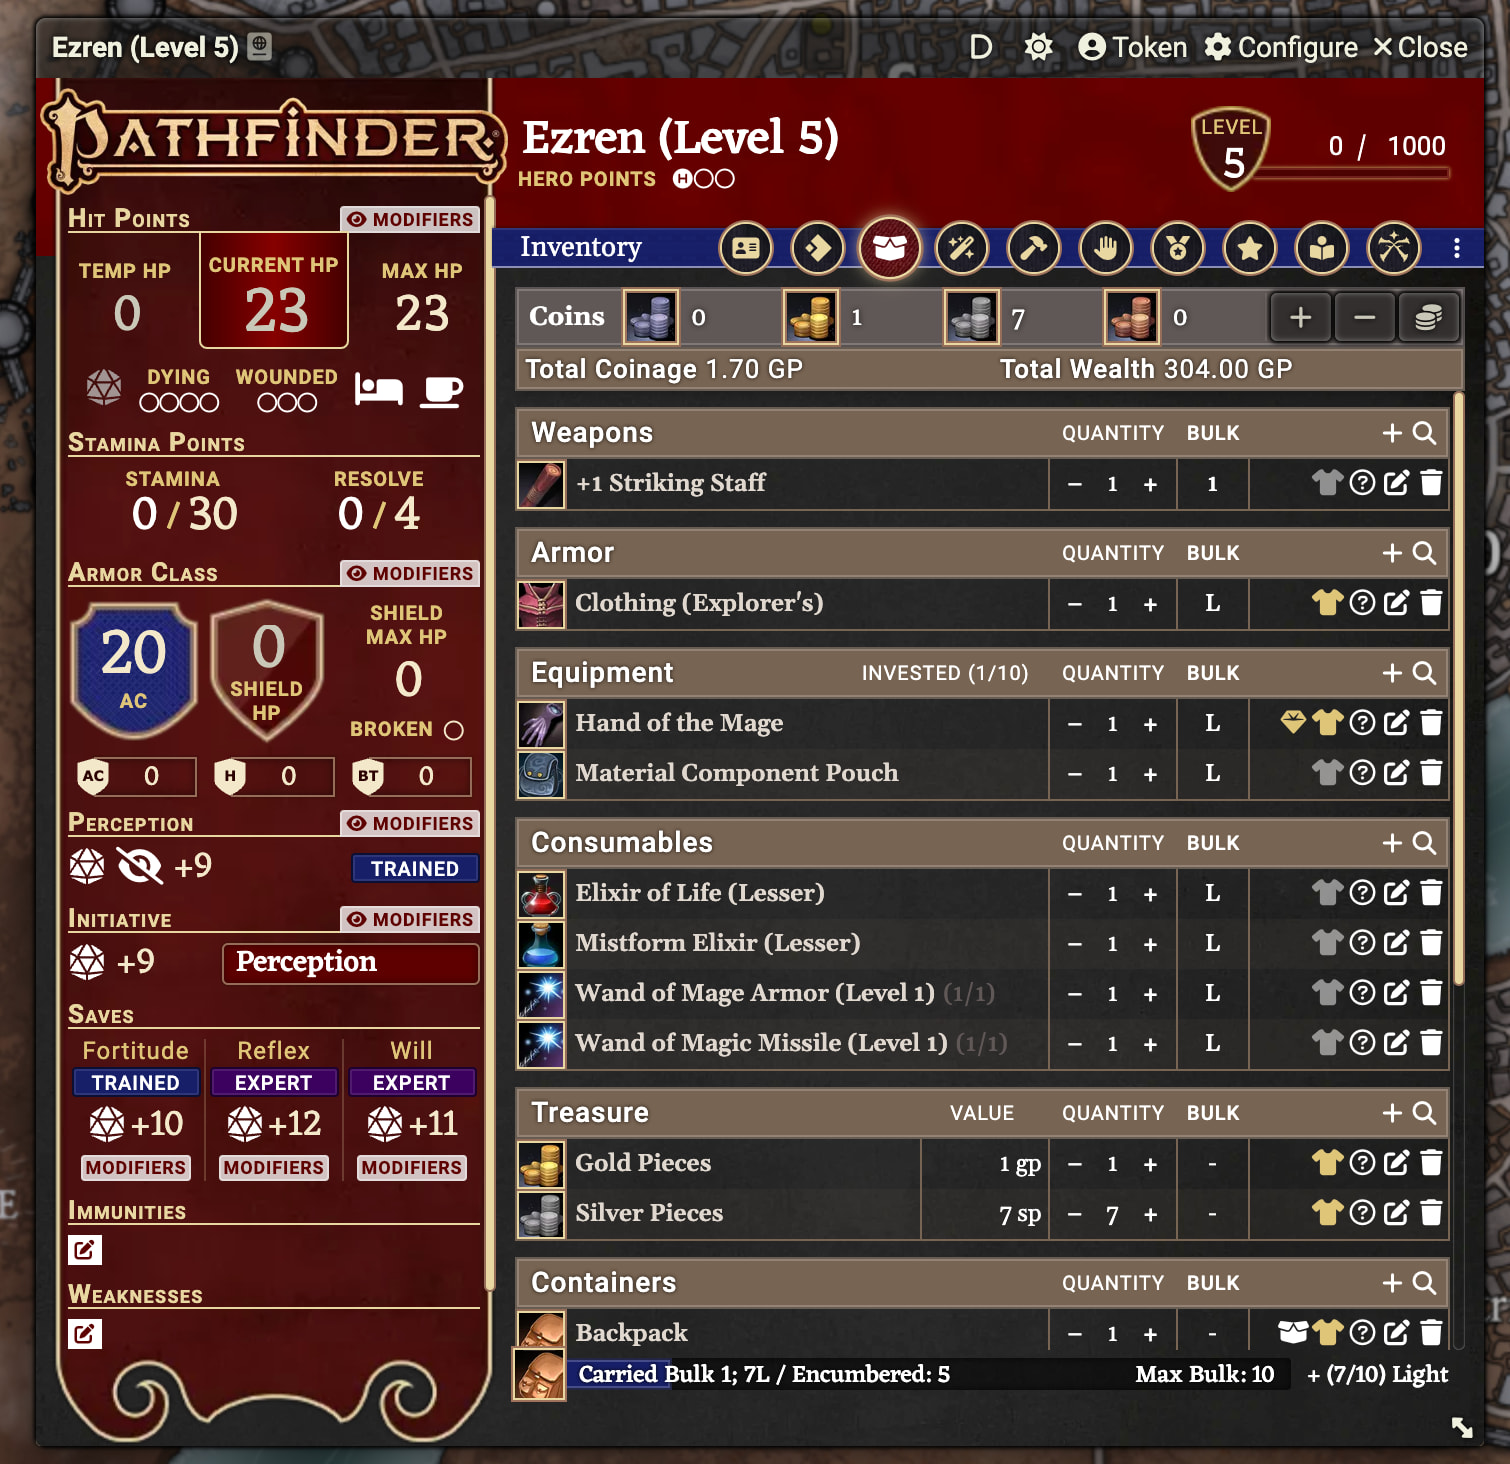 Ezren (Level 5)
D Token Configure Close
PATHFINDER
Ezren (Level 5)
HERO POINTS H
LEVEL 5
0 / 1000
HIT POINTS MODIFIERS
TEMP HP 0
CURRENT HP 23
MAX HP 23
DYING WOUNDED
STAMINA POINTS
STAMINA RESOLVE
0 / 30 0 / 4
ARMOR CLASS MODIFIERS
20 AC
0 SHIELD HP
SHIELD MAX HP 0
BROKEN
AC 0 H 0 BT 0
PERCEPTION MODIFIERS
+9 TRAINED
INITIATIVE MODIFIERS
+9 Perception
SAVES
Fortitude Reflex Will
TRAINED EXPERT EXPERT
+10 +12 +11
MODIFIERS MODIFIERS MODIFIERS
IMMUNITIES
WEAKNESSES
Inventory
Coins 0 1 7 0 + −
Total Coinage 1.70 GP Total Wealth 304.00 GP
Weapons QUANTITY BULK +
+1 Striking Staff − 1 + 1
Armor QUANTITY BULK +
Clothing (Explorer's) − 1 + L
Equipment INVESTED (1/10) QUANTITY BULK +
Hand of the Mage − 1 + L
Material Component Pouch − 1 + L
Consumables QUANTITY BULK +
Elixir of Life (Lesser) − 1 + L
Mistform Elixir (Lesser) − 1 + L
Wand of Mage Armor (Level 1) (1/1) − 1 + L
Wand of Magic Missile (Level 1) (1/1) − 1 + L
Treasure VALUE QUANTITY BULK +
Gold Pieces 1 gp − 1 + -
Silver Pieces 7 sp − 7 + -
Containers QUANTITY BULK +
Backpack − 1 + -
Carried Bulk 1; 7L / Encumbered: 5 Max Bulk: 10 + (7/10) Light